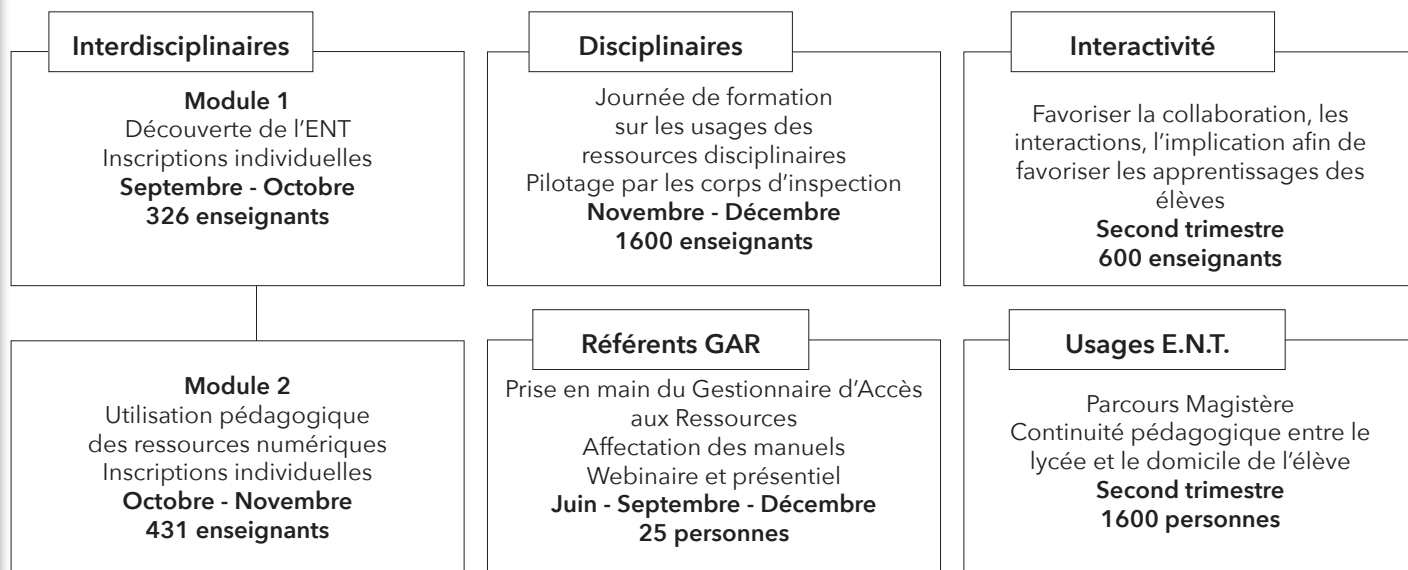 Interdisciplinaires
Module 1
Découverte de l'ENT
Inscriptions individuelles
Septembre - Octobre
326 enseignants
Disciplinaires
Journée de formation
sur les usages des
ressources disciplinaires
Pilotage par les corps d'inspection
Novembre - Décembre
1600 enseignants
Interactivité
Favoriser la collaboration, les
interactions, l'implication afin de
favoriser les apprentissages des
élèves
Second trimestre
600 enseignants
Module 2
Utilisation pédagogique
des ressources numériques
Inscriptions individuelles
Octobre - Novembre
431 enseignants
Référents GAR
Prise en main du Gestionnaire d'Accès
aux Ressources
Affectation des manuels
Webinaire et présentiel
Juin - Septembre - Décembre
25 personnes
Usages E.N.T.
Parcours Magistère
Continuité pédagogique entre le
lycée et le domicile de l'élève
Second trimestre
1600 personnes